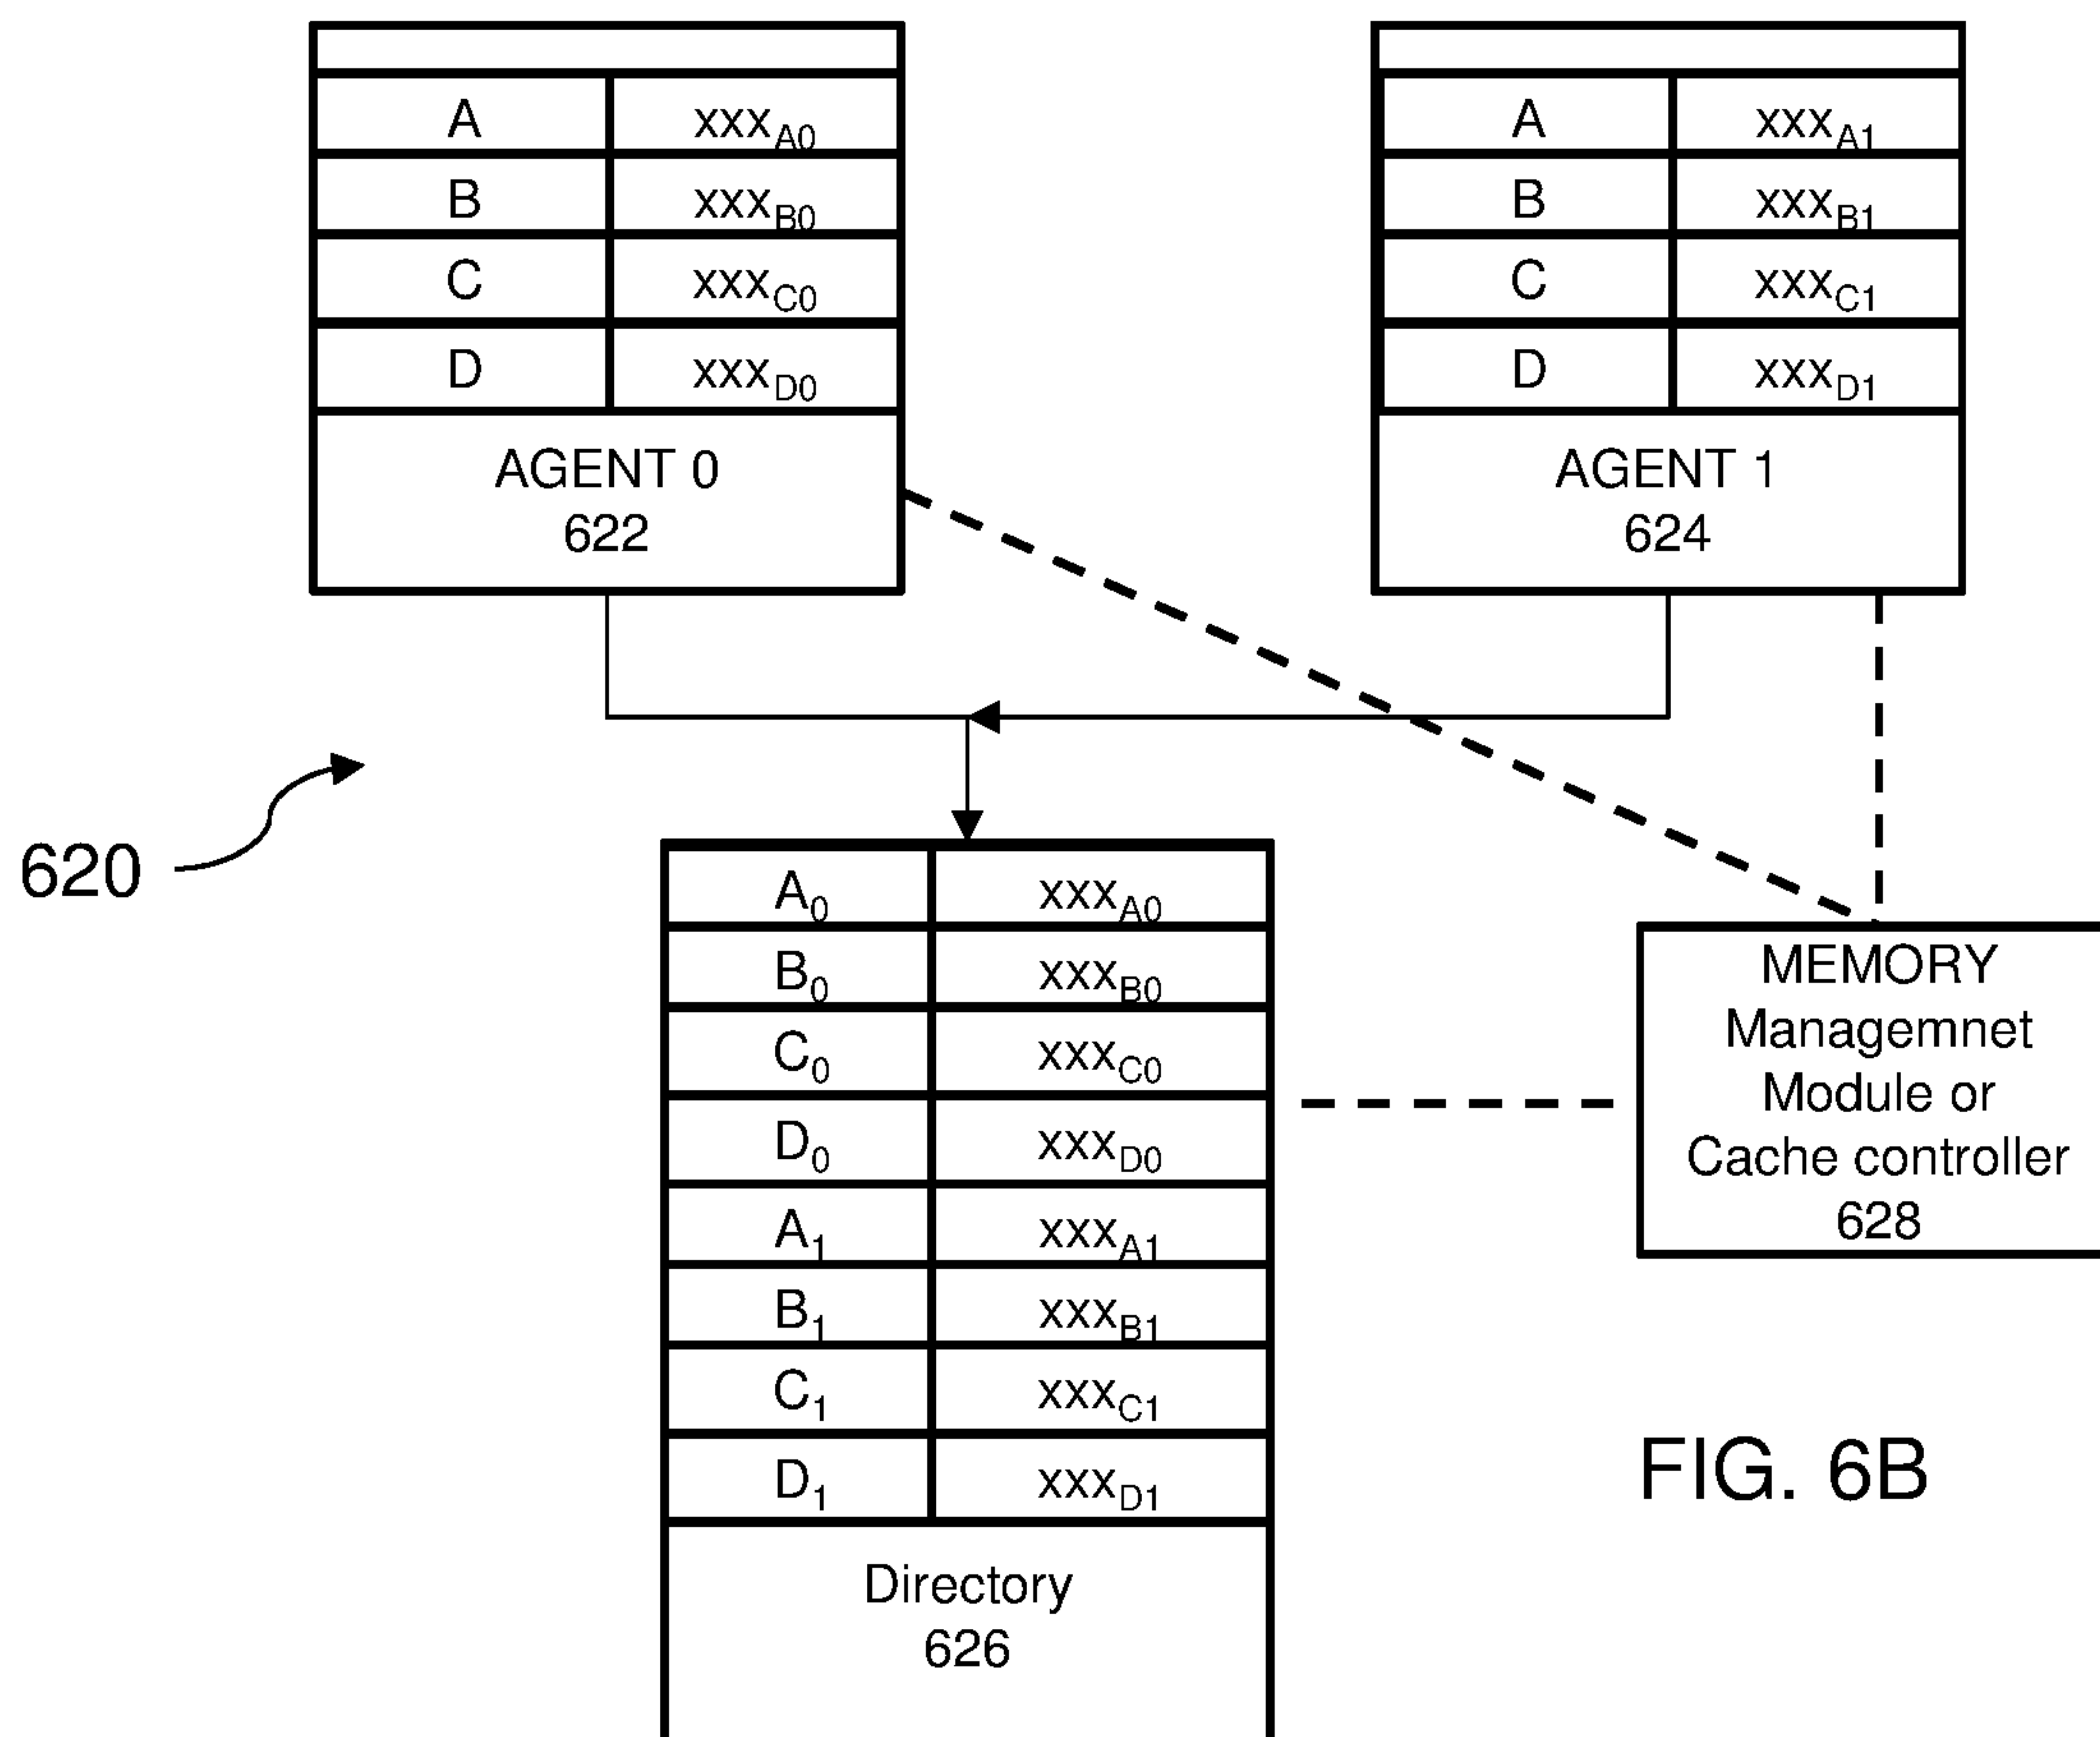 A xxxA0
B xxxB0
C xxxC0
D xxxD0
AGENT 0
622
A xxxA1
B xxxB1
C xxxC1
D xxxD1
AGENT 1
624
620
A0 xxxA0
B0 xxxB0
C0 xxxC0
D0 xxxD0
A1 xxxA1
B1 xxxB1
C1 xxxC1
D1 xxxD1
Directory
626
MEMORY
Managemnet
Module or
Cache controller
628
FIG. 6B